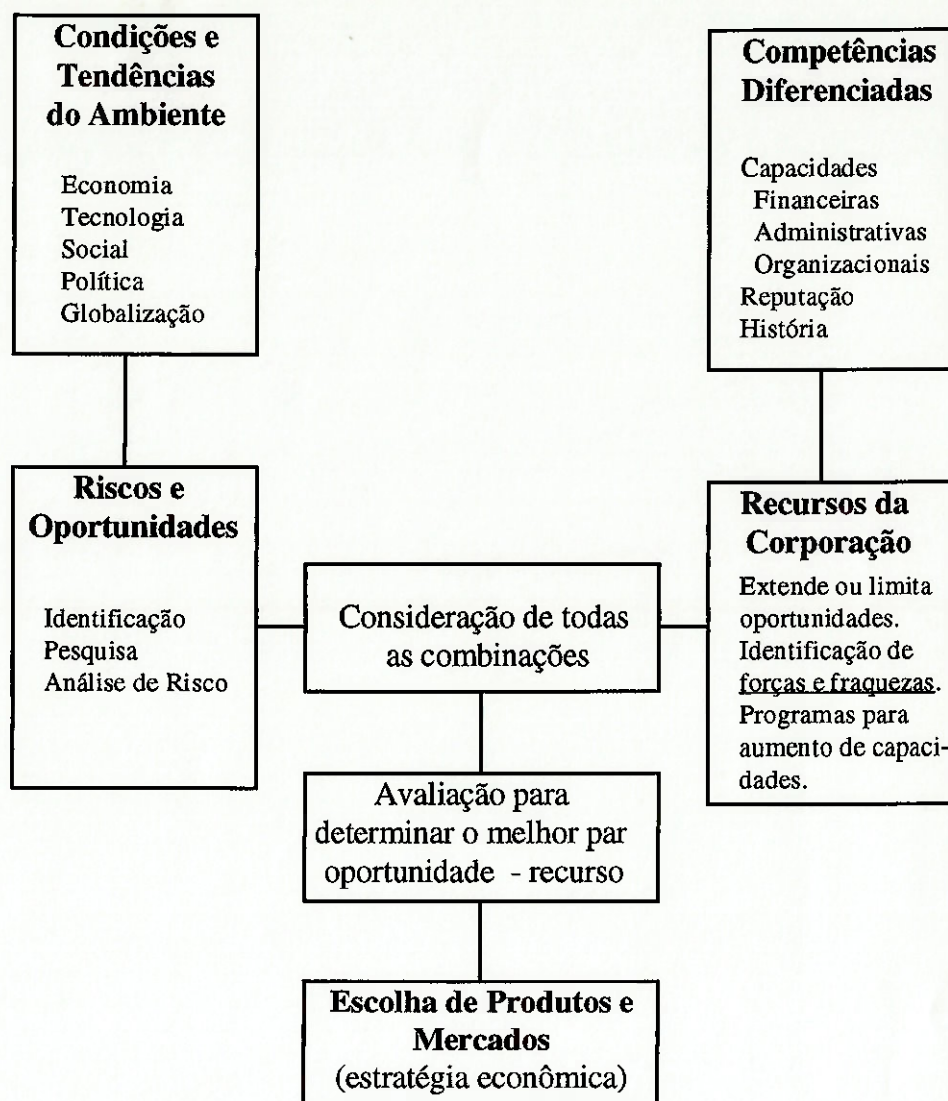 Condições e
Tendências
do Ambiente
Economia
Tecnologia
Social
Política
Globalização
Competências
Diferenciadas
Capacidades
Financeiras
Administrativas
Organizacionais
Reputação
História
Riscos e
Oportunidades
Identificação
Pesquisa
Análise de Risco
Consideração de todas
as combinações
Recursos da
Corporação
Extende ou limita
oportunidades.
Identificação de
forças e fraquezas.
Programas para
aumento de capaci-
dades.
Avaliação para
determinar o melhor par
oportunidade - recurso
Escolha de Produtos e
Mercados
(estratégia econômica)